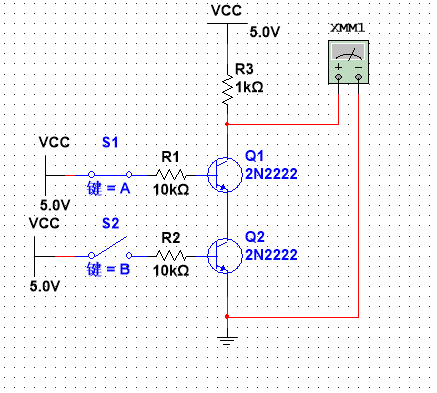 VCC
5.0V
XMM1
R3
1kΩ
+ -
VCC
S1
R1
Q1
2N2222
键 = A
10kΩ
5.0V
VCC
S2
R2
Q2
2N2222
键 = B
10kΩ
5.0V